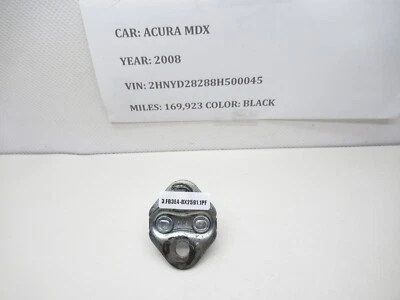 CAR: ACURA MDX
YEAR: 2008
VIN: 2HNYD28288H500045
MILES: 169,923 COLOR: BLACK